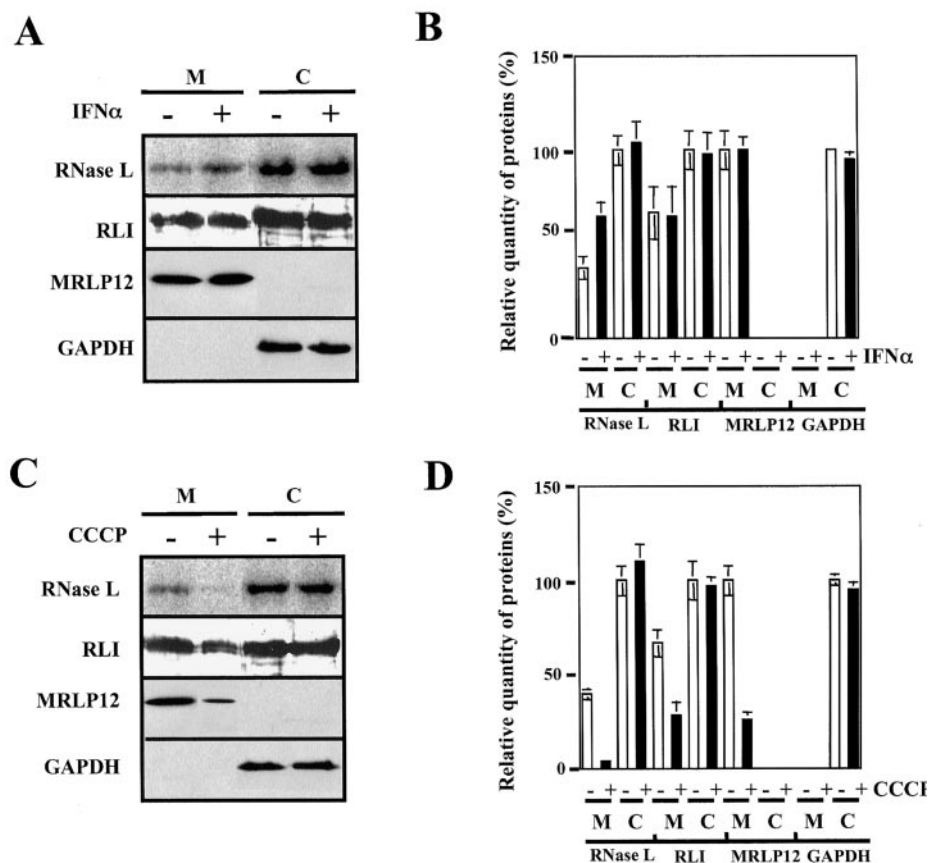 A
M C
IFNα - + - +
RNase L
RLI
MRLP12
GAPDH
B
Relative quantity of proteins (%)
150
100
50
0
- + - + - + - + - + - + - + - + IFNα
M C M C M C M C
RNase L RLI MRLP12 GAPDH
C
M C
CCCP - + - +
RNase L
RLI
MRLP12
GAPDH
D
Relative quantity of proteins (%)
150
100
50
0
- + - + - + - + - + - + - + - + CCCP
M C M C M C M C
RNase L RLI MRLP12 GAPDH